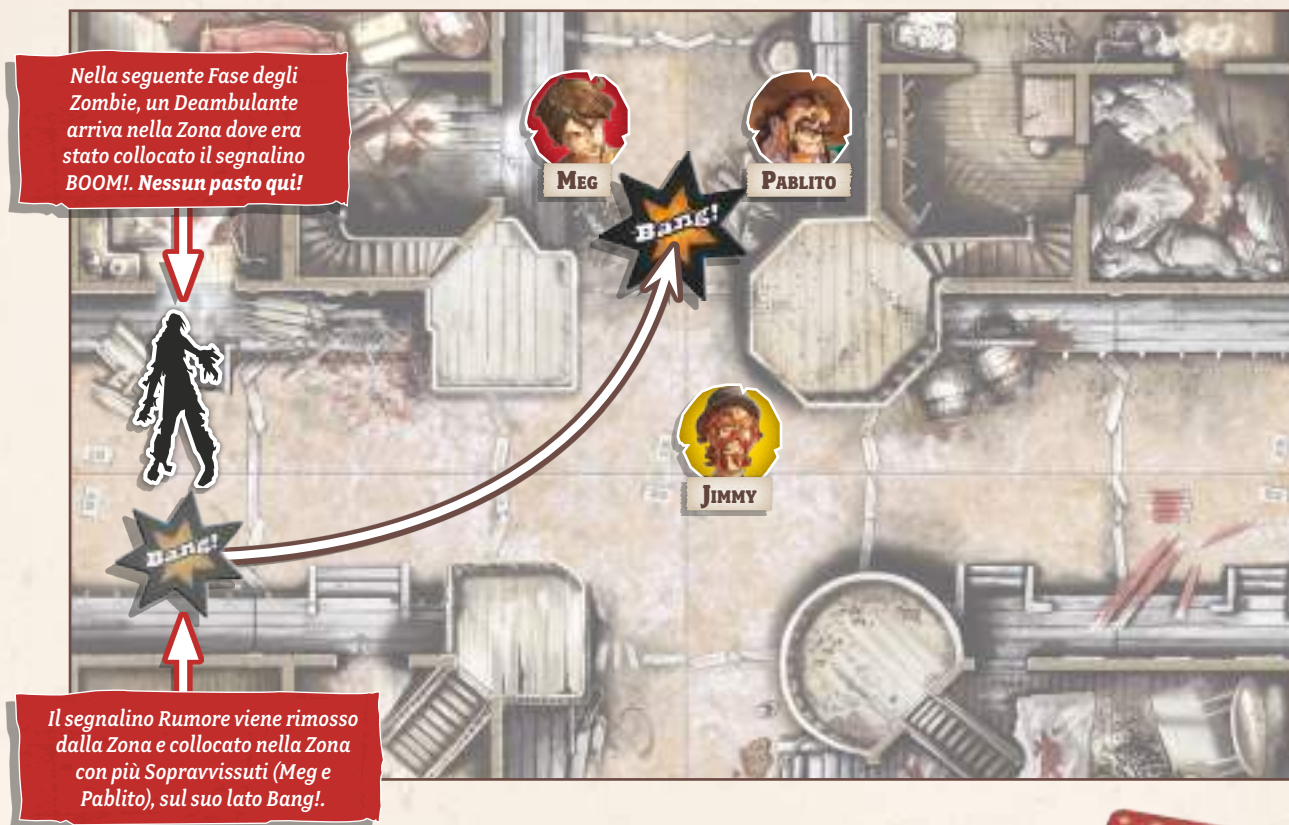 Nella seguente Fase degli
Zombie, un Deambulante
arriva nella Zona dove era
stato collocato il segnalino
BOOM!. Nessun pasto qui!
MEG
PABLITO
Bang!
JIMMY
Bang!
Il segnalino Rumore viene rimosso
dalla Zona e collocato nella Zona
con più Sopravvissuti (Meg e
Pablito), sul suo lato Bang!.